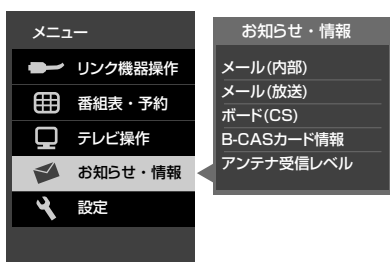 メニュー
リンク機器操作
番組表・予約
テレビ操作
お知らせ・情報
設定
お知らせ・情報
メール(内部)
メール(放送)
ボード(CS)
B-CASカード情報
アンテナ受信レベル